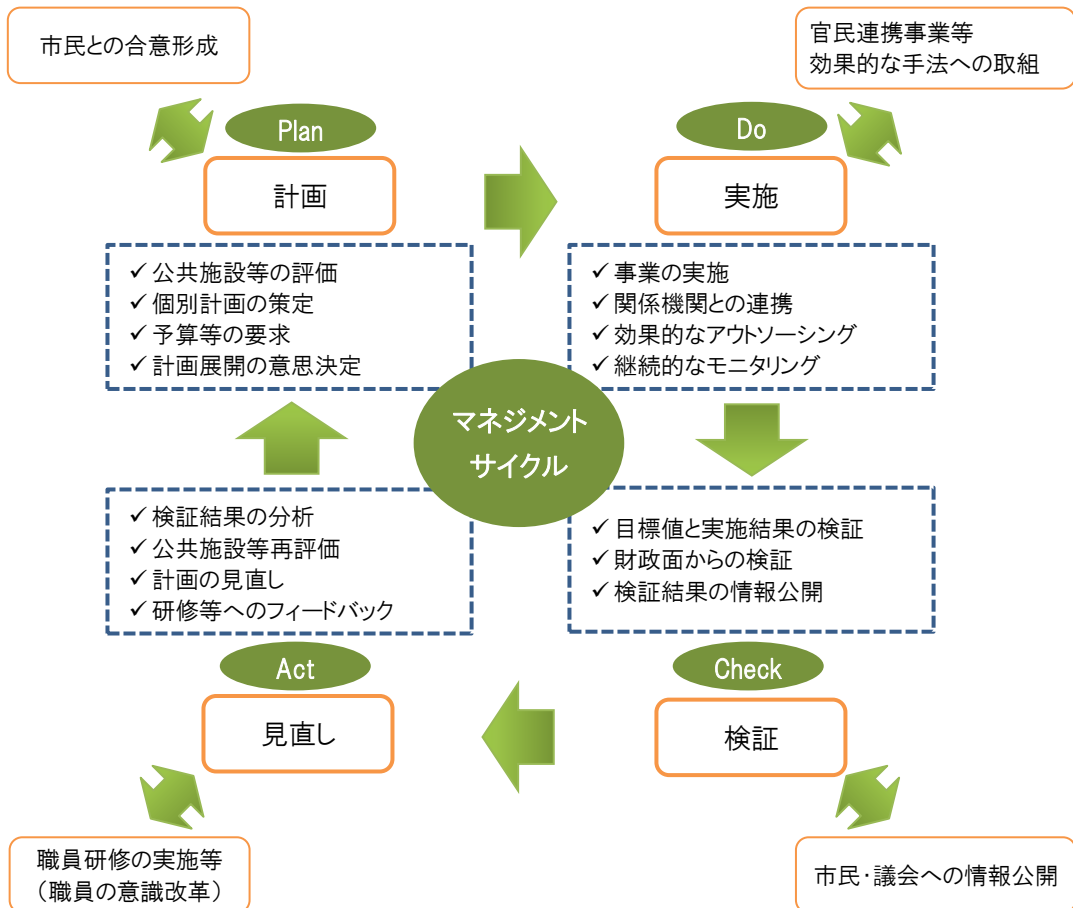 市民との合意形成
官民連携事業等
効果的な手法への取組
Plan
計画
Do
実施
✓ 公共施設等の評価
✓ 個別計画の策定
✓ 予算等の要求
✓ 計画展開の意思決定
✓ 事業の実施
✓ 関係機関との連携
✓ 効果的なアウトソーシング
✓ 継続的なモニタリング
マネジメント
サイクル
✓ 検証結果の分析
✓ 公共施設等再評価
✓ 計画の見直し
✓ 研修等へのフィードバック
✓ 目標値と実施結果の検証
✓ 財政面からの検証
✓ 検証結果の情報公開
Act
見直し
Check
検証
職員研修の実施等
（職員の意識改革）
市民・議会への情報公開